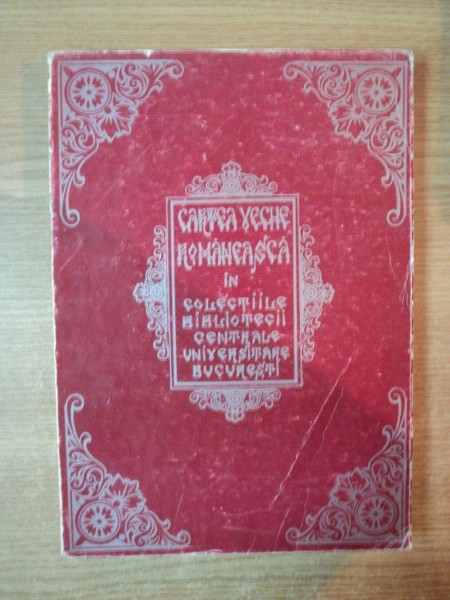 CARTEA VECHE
ROMÂNEASCĂ
ÎN
COLECȚIILE
BIBLIOTECII
CENTRALE
UNIVERSITARE
BUCUREȘTI